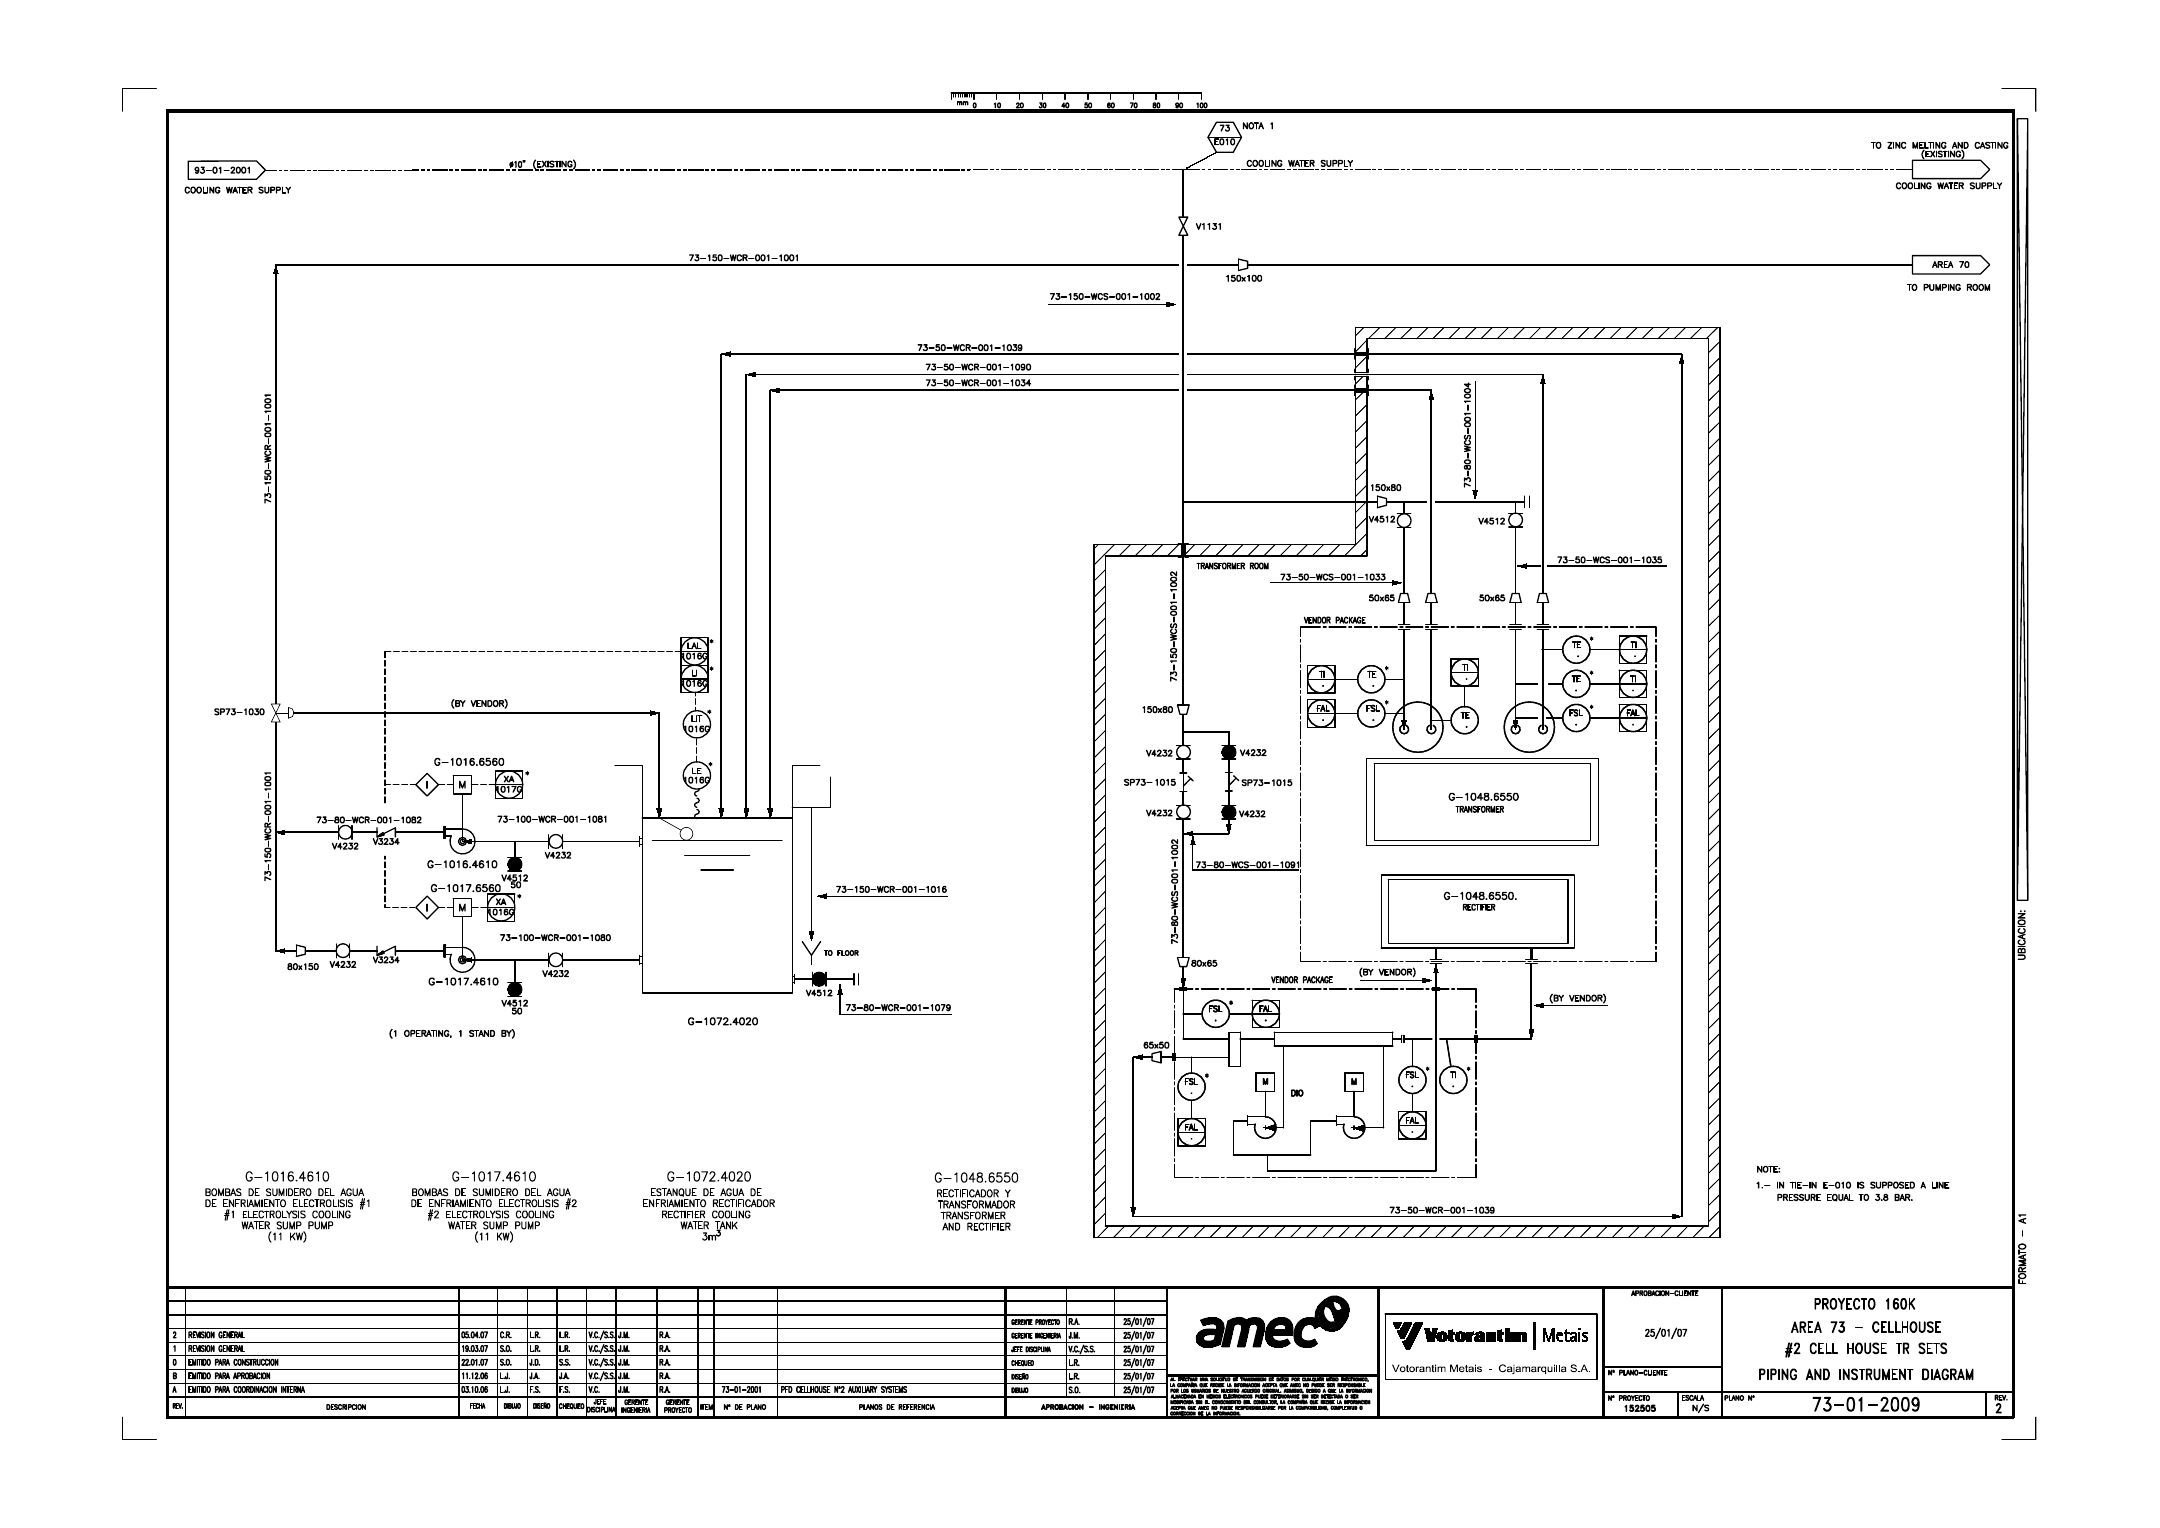 mm 0 10 20 30 40 50 60 70 80 90 100
73
E010
NOTA 1
93-01-2001
COOLING WATER SUPPLY
ø10" (EXISTING)
COOLING WATER SUPPLY
TO ZINC MELTING AND CASTING
(EXISTING)
COOLING WATER SUPPLY
V1131
73-150-WCR-001-1001
150x100
AREA 70
TO PUMPING ROOM
73-150-WCS-001-1002
73-50-WCR-001-1039
73-50-WCR-001-1090
73-50-WCR-001-1034
73-150-WCR-001-1001
73-80-WCS-001-1004
150x80
V4512
V4512
TRANSFORMER ROOM
73-50-WCS-001-1033
73-50-WCS-001-1035
50x65
50x65
73-150-WCS-001-1002
VENDOR PACKAGE
LAL
1016G
*
LI
1016G
*
LIT
1016G
*
LE
1016G
*
TI
TE
*
TI
TE
*
TI
TE
*
TI
FAL
FSL
*
TE
FSL
*
FAL
SP73-1030
(BY VENDOR)
150x80
V4232
V4232
SP73-1015
SP73-1015
V4232
V4232
G-1016.6560
I
M
XA
1017G
*
73-150-WCR-001-1001
73-80-WCR-001-1082
V4232
V3234
73-100-WCR-001-1081
V4232
G-1016.4610
V4512
50
G-1017.6560
I
M
XA
1016G
*
73-100-WCR-001-1080
80x150
V4232
V3234
V4232
G-1017.4610
V4512
50
(1 OPERATING, 1 STAND BY)
G-1072.4020
73-150-WCR-001-1016
TO FLOOR
V4512
73-80-WCR-001-1079
73-80-WCS-001-1091
73-80-WCS-001-1002
80x65
G-1048.6550
TRANSFORMER
G-1048.6550.
RECTIFIER
VENDOR PACKAGE
(BY VENDOR)
(BY VENDOR)
FSL
*
FAL
65x50
FSL
*
FAL
M
M
DIO
FSL
*
FAL
TI
*
73-50-WCR-001-1039
G-1016.4610
BOMBAS DE SUMIDERO DEL AGUA
DE ENFRIAMIENTO ELECTROLISIS #1
#1 ELECTROLYSIS COOLING
WATER SUMP PUMP
(11 KW)
G-1017.4610
BOMBAS DE SUMIDERO DEL AGUA
DE ENFRIAMIENTO ELECTROLISIS #2
#2 ELECTROLYSIS COOLING
WATER SUMP PUMP
(11 KW)
G-1072.4020
ESTANQUE DE AGUA DE
ENFRIAMIENTO RECTIFICADOR
RECTIFIER COOLING
WATER TANK
3m³
G-1048.6550
RECTIFICADOR Y
TRANSFORMADOR
TRANSFORMER
AND RECTIFIER
NOTE:
1.- IN TIE-IN E-010 IS SUPPOSED A LINE
PRESSURE EQUAL TO 3.8 BAR.
UBICACION:
FORMATO - A1
2 REVISION GENERAL 05.04.07 C.R. L.R. L.R. V.C./S.S. J.M. R.A.
1 REVISION GENERAL 19.03.07 S.O. L.R. L.R. V.C./S.S. J.M. R.A.
0 EMITIDO PARA CONSTRUCCION 22.01.07 S.O. J.D. S.S. V.C./S.S. J.M. R.A.
B EMITIDO PARA APROBACION 11.12.06 L.J. J.A. J.A. V.C./S.S. J.M. R.A.
A EMITIDO PARA COORDINACION INTERNA 03.10.06 L.J. F.S. F.S. V.C. J.M. R.A.
REV. DESCRIPCION FECHA DIBUJO DISEÑO CHEQUEO JEFE DISCIPLINA GERENTE INGENIERIA GERENTE PROYECTO
73-01-2001 PFD CELLHOUSE N°2 AUXILIARY SYSTEMS
ITEM N° DE PLANO PLANOS DE REFERENCIA
GERENTE PROYECTO R.A. 25/01/07
GERENTE INGENIERIA J.M. 25/01/07
JEFE DISCIPLINA V.C./S.S. 25/01/07
CHEQUEO L.R. 25/01/07
DISEÑO L.R. 25/01/07
DIBUJO S.O. 25/01/07
APROBACION - INGENIERIA
amec
Votorantim | Metais
Votorantim Metais - Cajamarquilla S.A.
APROBACION-CLIENTE
25/01/07
N° PLANO-CLIENTE
N° PROYECTO
152505
ESCALA
N/S
PROYECTO 160K
AREA 73 - CELLHOUSE
#2 CELL HOUSE TR SETS
PIPING AND INSTRUMENT DIAGRAM
PLANO N°
73-01-2009
REV.
2